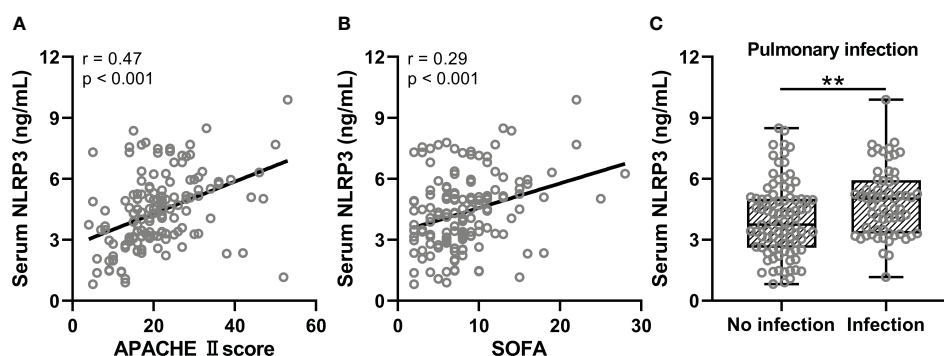 A
r = 0.47
p < 0.001
Serum NLRP3 (ng/mL)
12
9
6
3
0
0
20
40
60
APACHE Ⅱ score
B
r = 0.29
p < 0.001
Serum NLRP3 (ng/mL)
12
9
6
3
0
0
10
20
30
SOFA
C
Pulmonary infection
**
Serum NLRP3 (ng/mL)
12
9
6
3
0
No infection
Infection